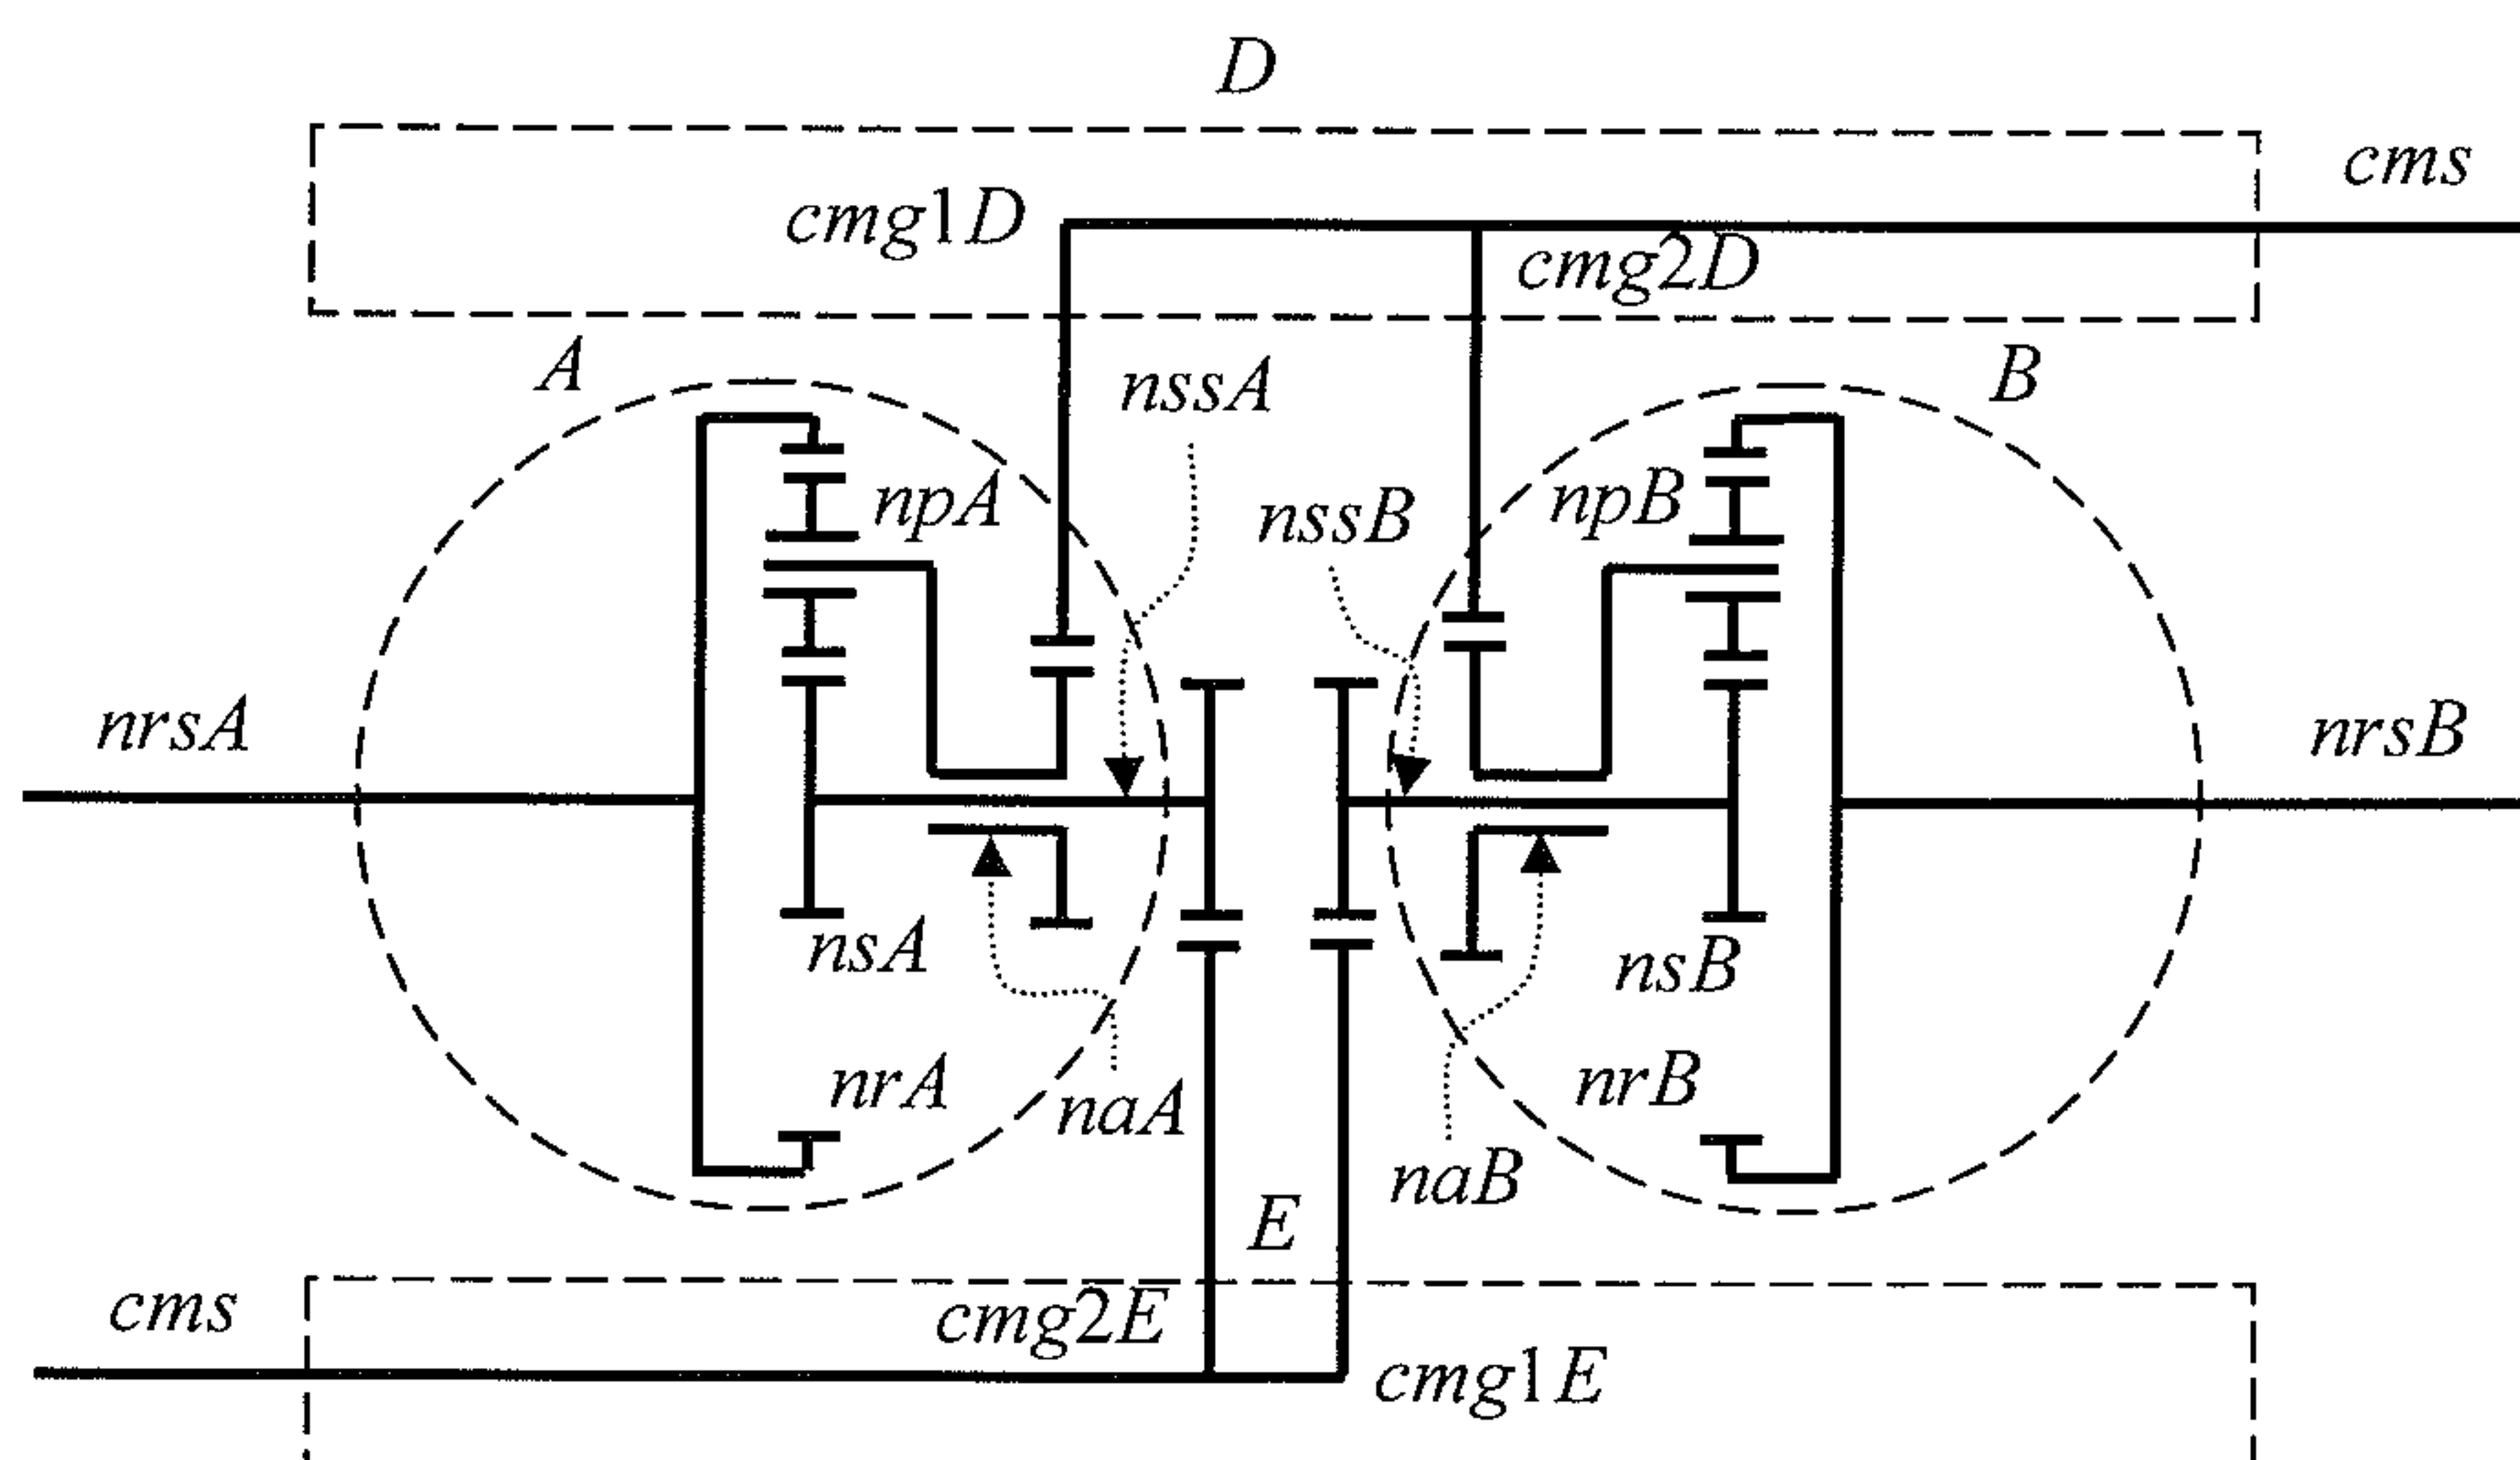 D
cms
cmg1D
cmg2D
A
nssA
B
npA
nssB
npB
nrsA
nrsB
nsA
nsB
nrA
naA
nrB
naB
E
cms
cmg2E
cmg1E